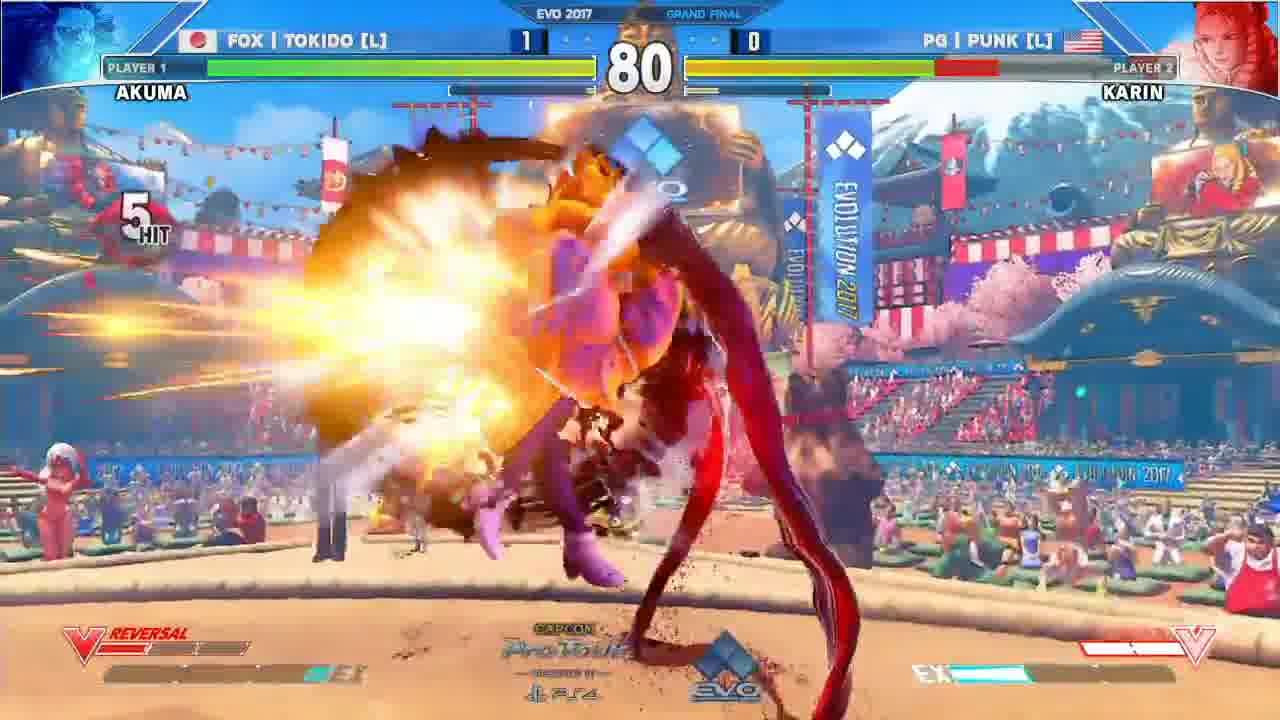 EVO 2017 GRAND FINAL
FOX | TOKIDO [L] 1 80 0 PG | PUNK [L]
PLAYER 1 PLAYER 2
AKUMA KARIN
5
HIT
EVOLUTION 2017
REVERSAL
CAPCOM
Pro Tour
PS4
EVO
EX
EX